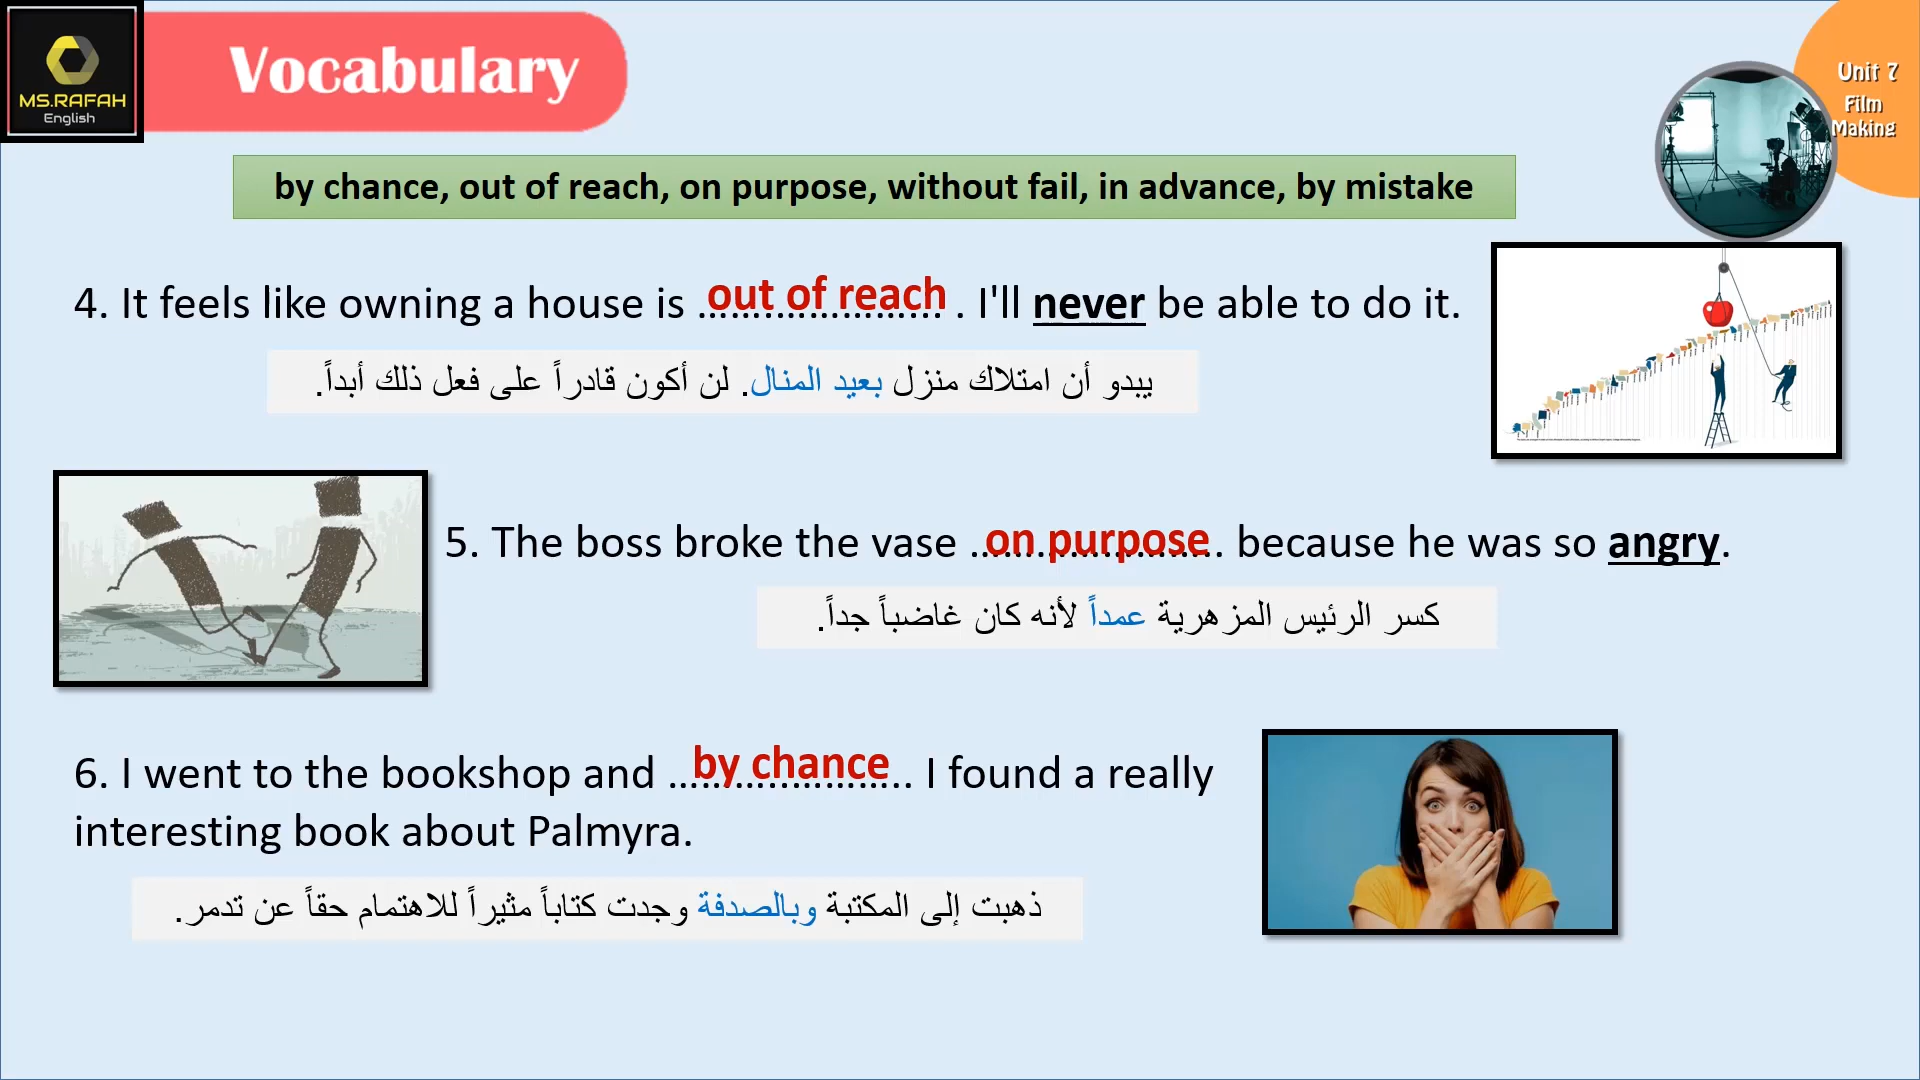 MS.RAFAH
English
Vocabulary
Unit 7
Film
Making
by chance, out of reach, on purpose, without fail, in advance, by mistake
4. It feels like owning a house is out of reach . I'll never be able to do it.
يبدو أن امتلاك منزل بعيد المنال. لن أكون قادراً على فعل ذلك أبداً.
5. The boss broke the vase on purpose because he was so angry.
كسر الرئيس المزهرية عمداً لأنه كان غاضباً جداً.
6. I went to the bookshop and by chance I found a really
interesting book about Palmyra.
ذهبت إلى المكتبة وبالصدفة وجدت كتاباً مثيراً للاهتمام حقاً عن تدمر.